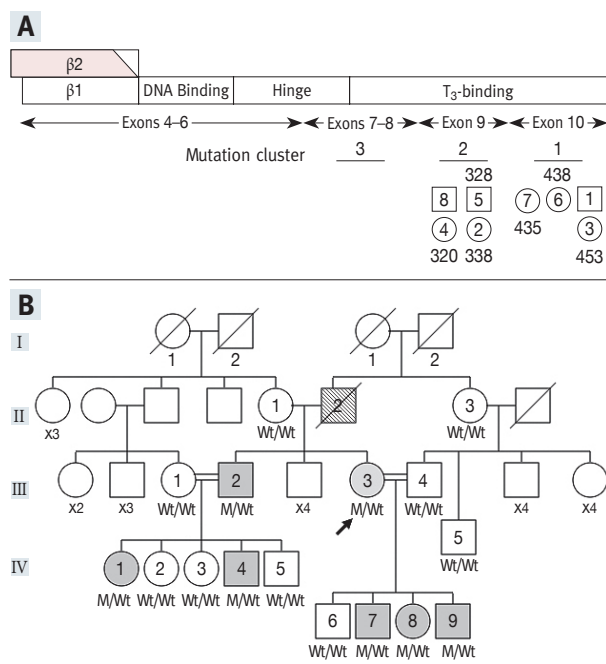 A
β2
β1 DNA Binding Hinge T₃-binding
Exons 4–6 Exons 7–8 Exon 9 Exon 10
Mutation cluster 3 2 1
328 438
8 5 7 6 1
4 2 435 3
320 338 453
B
I
1 2 1 2
II
1 2 3
x3 Wt/Wt Wt/Wt
III
1 2 3 4
x2 x3 Wt/Wt M/Wt x4 M/Wt Wt/Wt x4 x4
5
Wt/Wt
IV
1 2 3 4 5
M/Wt Wt/Wt Wt/Wt M/Wt Wt/Wt
6 7 8 9
Wt/Wt M/Wt M/Wt M/Wt